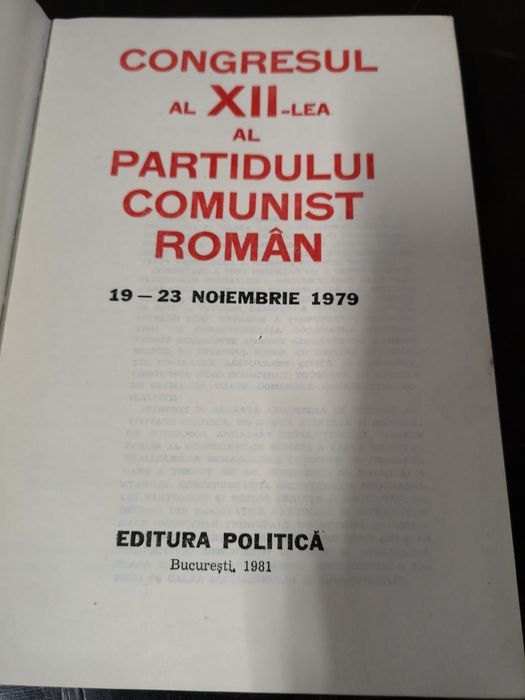 CONGRESUL
AL XII-LEA
AL
PARTIDULUI
COMUNIST
ROMÂN
19 – 23 NOIEMBRIE 1979
EDITURA POLITICĂ
București, 1981